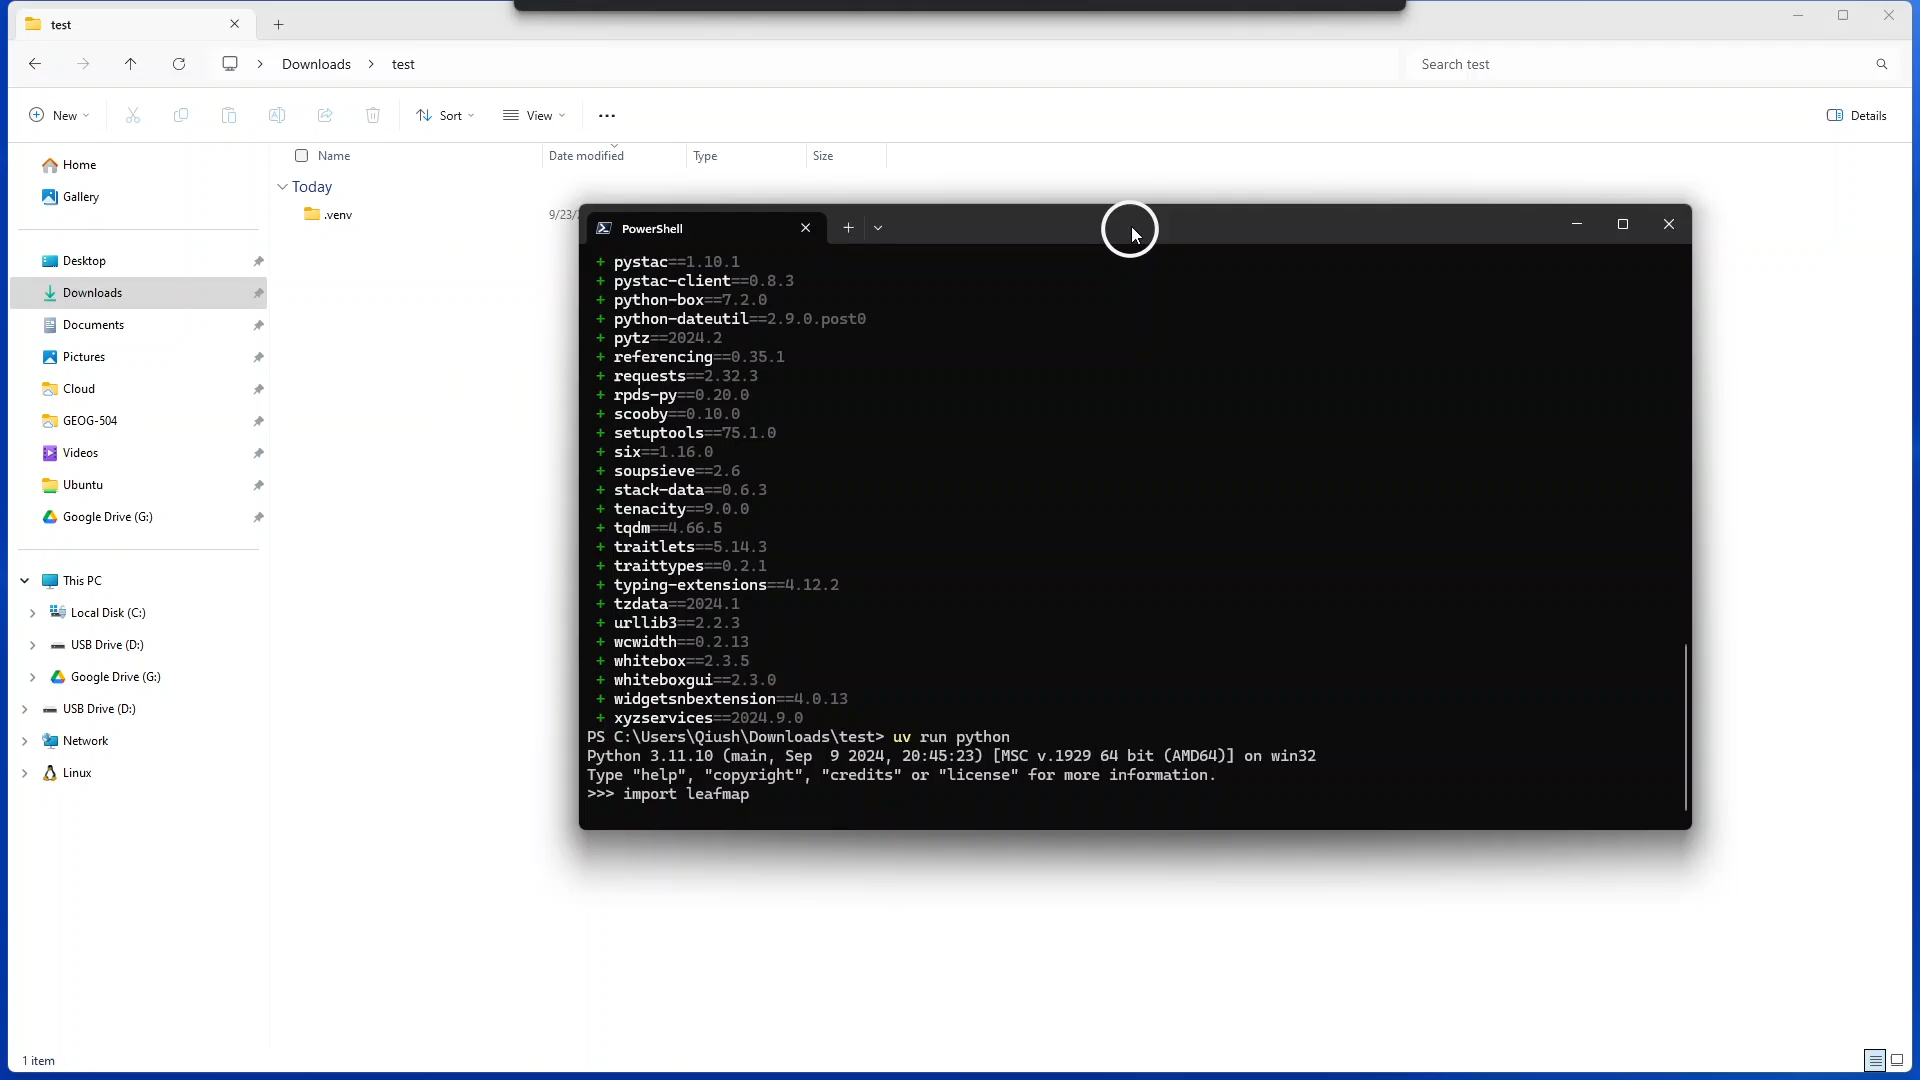 test
Downloads > test
Search test
New
Sort
View
Details
Name
Date modified
Type
Size
Today
.venv
9/23/
Home
Gallery
Desktop
Downloads
Documents
Pictures
Cloud
GEOG-504
Videos
Ubuntu
Google Drive (G:)
This PC
Local Disk (C:)
USB Drive (D:)
Google Drive (G:)
USB Drive (D:)
Network
Linux
1 item
PowerShell
+ pystac==1.10.1
+ pystac-client==0.8.3
+ python-box==7.2.0
+ python-dateutil==2.9.0.post0
+ pytz==2024.2
+ referencing==0.35.1
+ requests==2.32.3
+ rpds-py==0.20.0
+ scooby==0.10.0
+ setuptools==75.1.0
+ six==1.16.0
+ soupsieve==2.6
+ stack-data==0.6.3
+ tenacity==9.0.0
+ tqdm==4.66.5
+ traitlets==5.14.3
+ traittypes==0.2.1
+ typing-extensions==4.12.2
+ tzdata==2024.1
+ urllib3==2.2.3
+ wcwidth==0.2.13
+ whitebox==2.3.5
+ whiteboxgui==2.3.0
+ widgetsnbextension==4.0.13
+ xyzservices==2024.9.0
PS C:\Users\Qiush\Downloads\test> uv run python
Python 3.11.10 (main, Sep  9 2024, 20:45:23) [MSC v.1929 64 bit (AMD64)] on win32
Type "help", "copyright", "credits" or "license" for more information.
>>> import leafmap